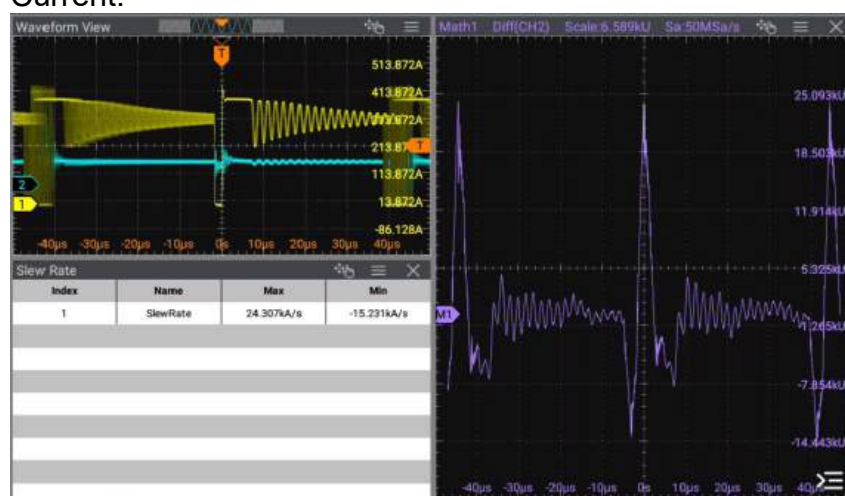 Current:
Waveform View
Math1 Diff(CH2) Scale:6.589kU Sa:50MSa/s
T
513.872A
413.872A
213.87
T
113.872A
2
1
13.872A
-86.128A
-40µs -30µs -20µs -10µs 0s 10µs 20µs 30µs 40µs
Slew Rate
Index Name Max Min
1 SlewRate 24.307kA/s -15.231kA/s
25.093kU
18.503kU
11.914kU
5.325kU
M1
-1.265kU
-7.854kU
-14.443kU
-40µs -30µs -20µs -10µs 0s 10µs 20µs 30µs 40µs